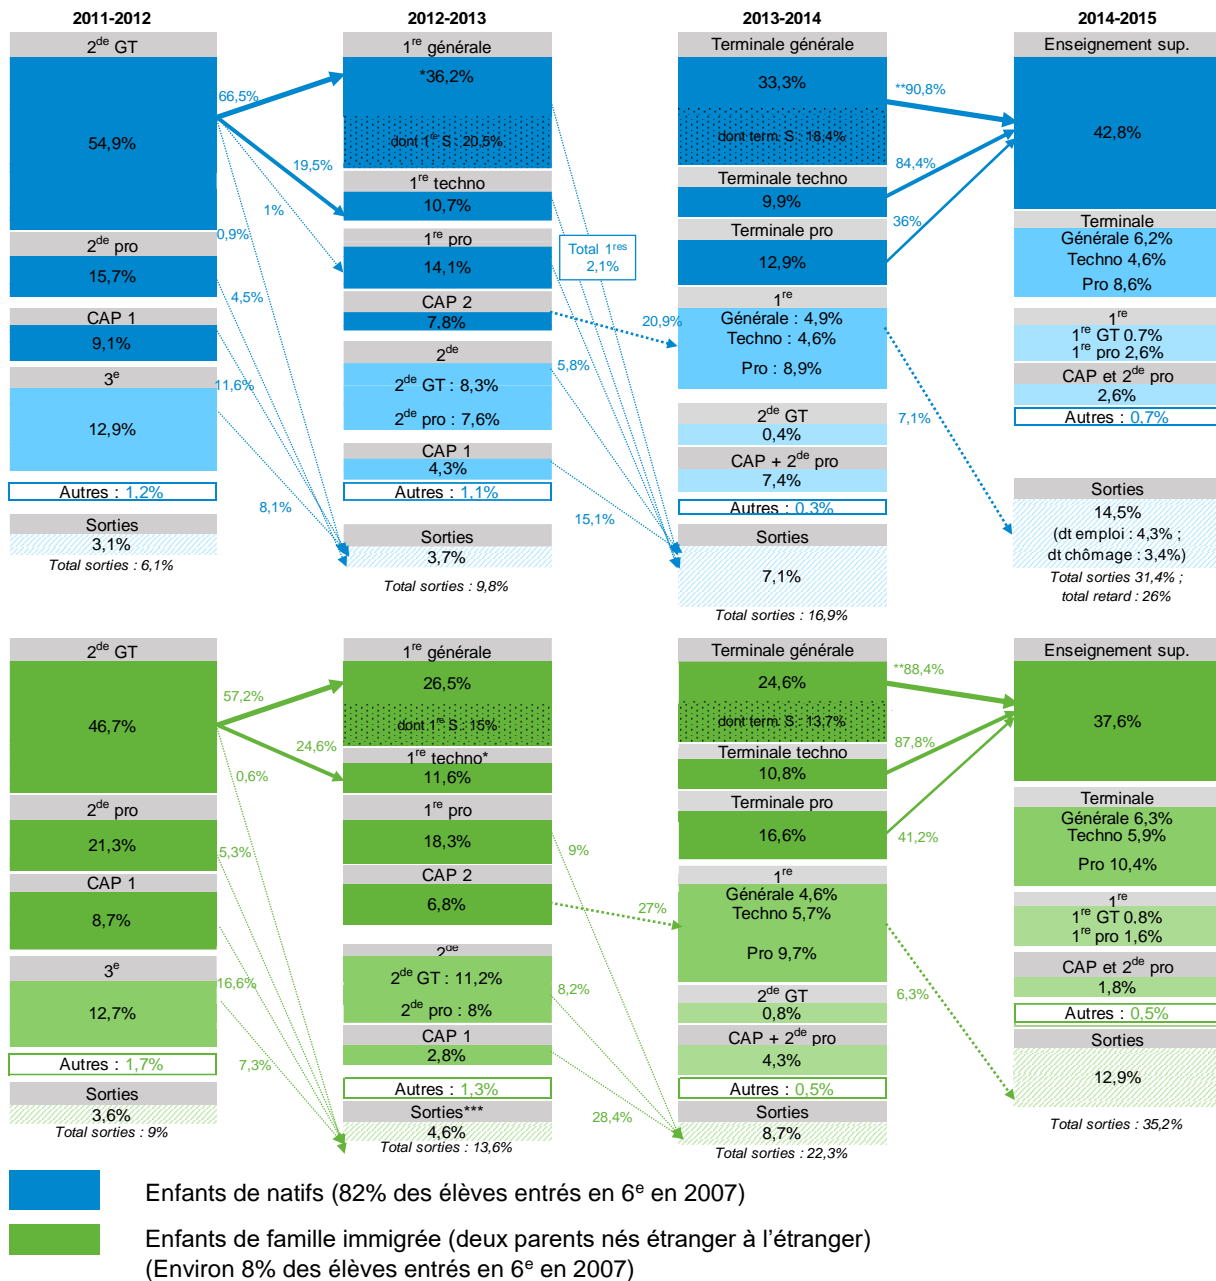 2011-2012
2012-2013
2013-2014
2014-2015
2de GT
54,9%
2de pro
15,7%
CAP 1
9,1%
3e
12,9%
Autres : 1,2%
Sorties
3,1%
Total sorties : 6,1%
66,5%
19,5%
1%
0,9%
4,5%
11,6%
8,1%
1re générale
*36,2%
dont 1re S : 20,5%
1re techno
10,7%
1re pro
14,1%
CAP 2
7,8%
2de
2de GT : 8,3%
2de pro : 7,6%
CAP 1
4,3%
Autres : 1,1%
Sorties
3,7%
Total sorties : 9,8%
Total 1res
2,1%
20,9%
5,8%
15,1%
Terminale générale
33,3%
dont term. S : 18,4%
Terminale techno
9,9%
Terminale pro
12,9%
1re
Générale : 4,9%
Techno : 4,6%
Pro : 8,9%
2de GT
0,4%
CAP + 2de pro
7,4%
Autres : 0,3%
Sorties
7,1%
Total sorties : 16,9%
**90,8%
84,4%
36%
7,1%
Enseignement sup.
42,8%
Terminale
Générale 6,2%
Techno 4,6%
Pro 8,6%
1re
1re GT 0.7%
1re pro 2,6%
CAP et 2de pro
2,6%
Autres : 0,7%
Sorties
14,5%
(dt emploi : 4,3% ;
dt chômage : 3,4%)
Total sorties 31,4% ;
total retard : 26%
2de GT
46,7%
2de pro
21,3%
CAP 1
8,7%
3e
12,7%
Autres : 1,7%
Sorties
3,6%
Total sorties : 9%
57,2%
24,6%
0,6%
5,3%
16,6%
7,3%
1re générale
26,5%
dont 1re S : 15%
1re techno*
11,6%
1re pro
18,3%
CAP 2
6,8%
2de
2de GT : 11,2%
2de pro : 8%
CAP 1
2,8%
Autres : 1,3%
Sorties***
4,6%
Total sorties : 13,6%
9%
27%
8,2%
28,4%
Terminale générale
24,6%
dont term. S : 13,7%
Terminale techno
10,8%
Terminale pro
16,6%
1re
Générale 4,6%
Techno 5,7%
Pro 9,7%
2de GT
0,8%
CAP + 2de pro
4,3%
Autres : 0,5%
Sorties
8,7%
Total sorties : 22,3%
**88,4%
87,8%
41,2%
6,3%
Enseignement sup.
37,6%
Terminale
Générale 6,3%
Techno 5,9%
Pro 10,4%
1re
1re GT 0,8%
1re pro 1,6%
CAP et 2de pro
1,8%
Autres : 0,5%
Sorties
12,9%
Total sorties : 35,2%
Enfants de natifs (82% des élèves entrés en 6e en 2007)
Enfants de famille immigrée (deux parents nés étranger à l'étranger)
(Environ 8% des élèves entrés en 6e en 2007)